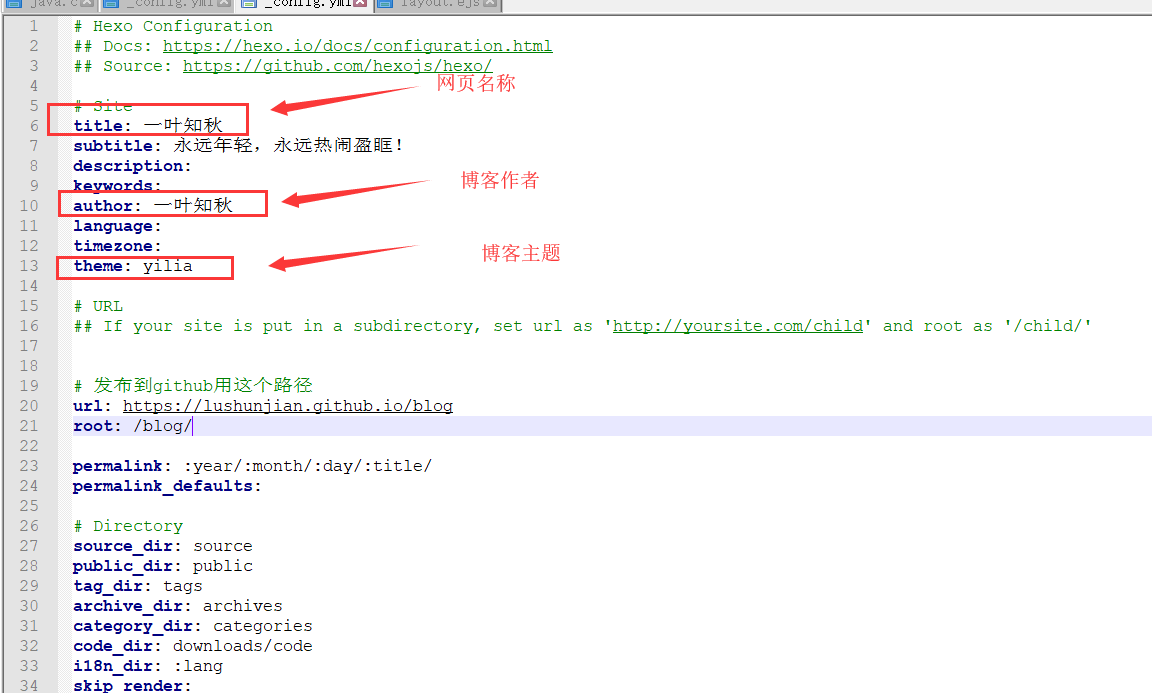 java.c
_config.yml
_config.yml
layout.ejs
1 # Hexo Configuration
2 ## Docs: https://hexo.io/docs/configuration.html
3 ## Source: https://github.com/hexojs/hexo/
网页名称
4
5 # Site
6 title: 一叶知秋
7 subtitle: 永远年轻，永远热闹盈眶！
8 description:
9 keywords:
博客作者
10 author: 一叶知秋
11 language:
12 timezone:
博客主题
13 theme: yilia
14
15 # URL
16 ## If your site is put in a subdirectory, set url as 'http://yoursite.com/child' and root as '/child/'
17
18
19 # 发布到github用这个路径
20 url: https://lushunjian.github.io/blog
21 root: /blog/
22
23 permalink: :year/:month/:day/:title/
24 permalink_defaults:
25
26 # Directory
27 source_dir: source
28 public_dir: public
29 tag_dir: tags
30 archive_dir: archives
31 category_dir: categories
32 code_dir: downloads/code
33 i18n_dir: :lang
34 skip_render: